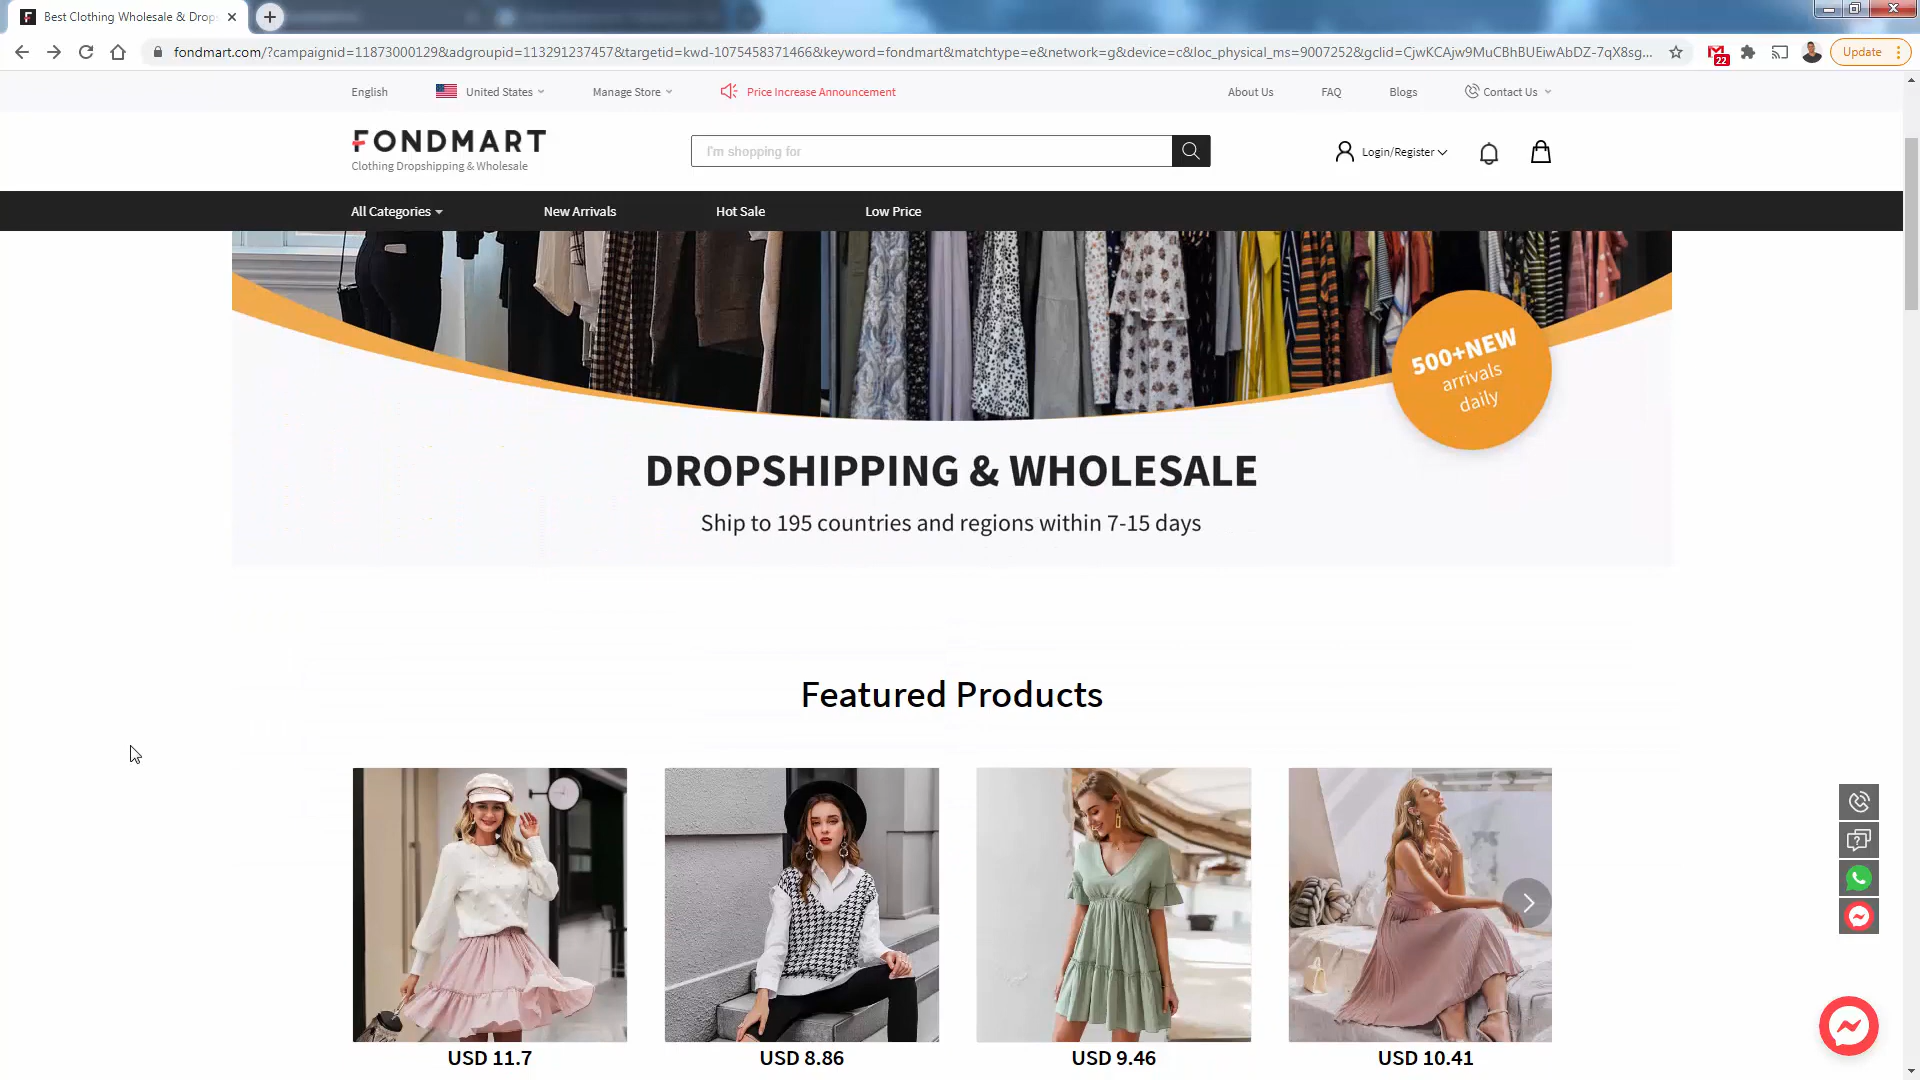 Best Clothing Wholesale & Drop
fondmart.com/?campaignid=11873000129&adgroupid=113291237457&targetid=kwd-1075458371466&keyword=fondmart&matchtype=e&network=g&device=c&loc_physical_ms=9007252&gclid=CjwKCAjw9MuCBhBUEiwAbDZ-7qX8sg...
22
Update
English
United States
Manage Store
Price Increase Announcement
About Us
FAQ
Blogs
Contact Us
FONDMART
Clothing Dropshipping & Wholesale
I'm shopping for
Login/Register
All Categories
New Arrivals
Hot Sale
Low Price
500+NEW
arrivals
daily
DROPSHIPPING & WHOLESALE
Ship to 195 countries and regions within 7-15 days
Featured Products
USD 11.7
USD 8.86
USD 9.46
USD 10.41